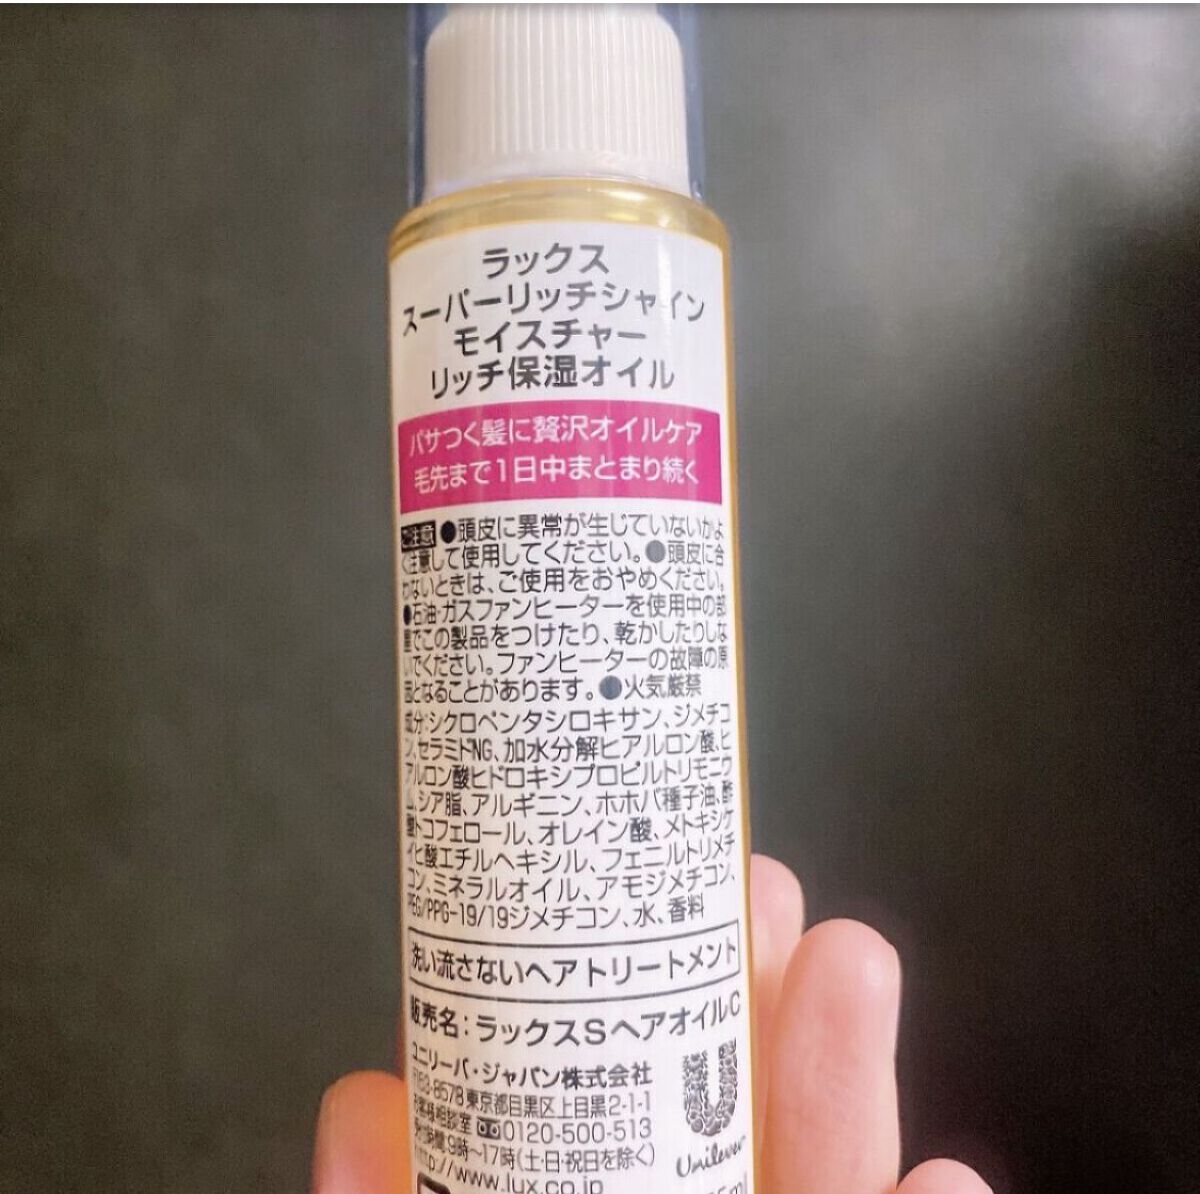 ラックス
スーパーリッチシャイン
モイスチャー
リッチ保湿オイル
パサつく髪に贅沢オイルケア
毛先まで1日中まとまり続く
ご注意 ●頭皮に異常が生じていないかよ
く注意して使用してください。●頭皮に合
わないときは、ご使用をおやめください。
●石油・ガスファンヒーターを使用中の部
屋でこの製品をつけたり、乾かしたりしな
いでください。ファンヒーターの故障の原
因となることがあります。●火気厳禁
成分:シクロペンタシロキサン、ジメチコ
ン、セラミドNG、加水分解ヒアルロン酸、ヒ
アルロン酸ヒドロキシプロピルトリモニウ
ム、シア脂、アルギニン、ホホバ種子油、酢
酸トコフェロール、オレイン酸、メトキシケ
イヒ酸エチルヘキシル、フェニルトリメチ
コン、ミネラルオイル、アモジメチコン、
PEG/PPG-19/19ジメチコン、水、香料
洗い流さないヘアトリートメント
販売名:ラックスSヘアオイルC
ユニリーバ・ジャパン株式会社
〒153-8578東京都目黒区上目黒2-1-1
お客様相談室 0120-500-513
受付時間:9時〜17時(土・日・祝日を除く)
http://www.lux.co.jp
Unilever